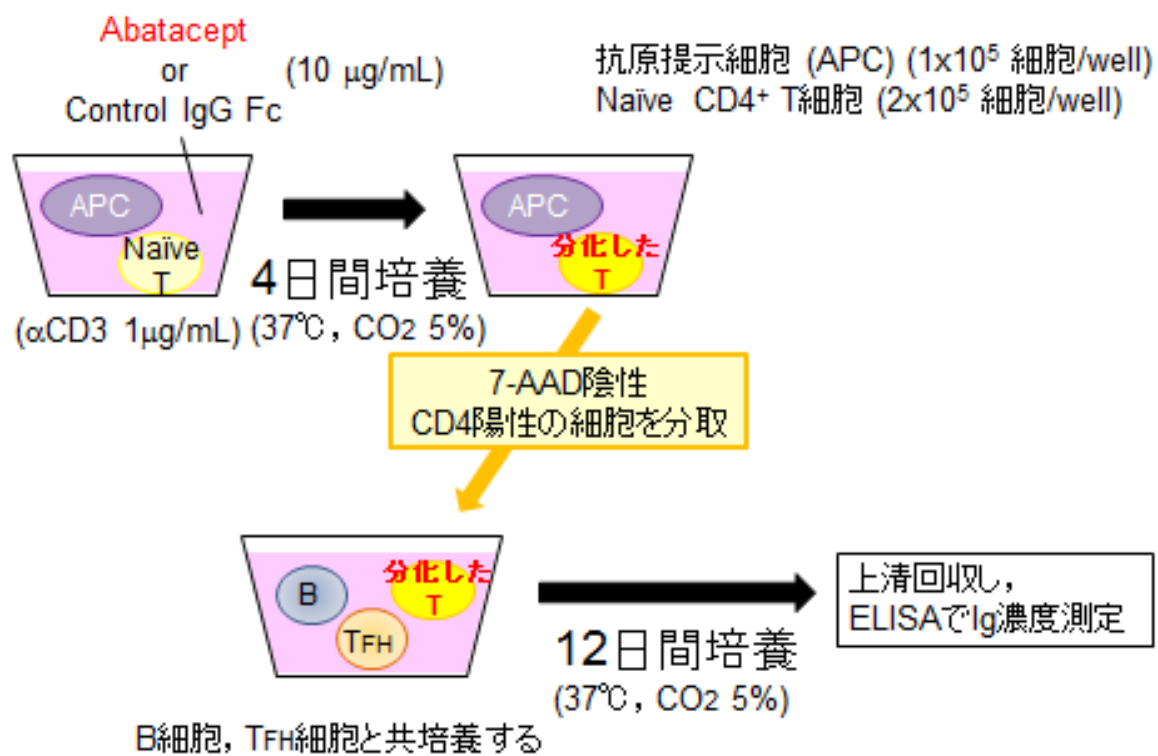 Abatacept
or
Control IgG Fc
(10 μg/mL)
抗原提示細胞 (APC) (1x10⁵ 細胞/well)
Naïve CD4⁺ T細胞 (2x10⁵ 細胞/well)
APC
Naïve
T
(αCD3 1μg/mL)
4日間培養
(37℃, CO2 5%)
APC
分化した
T
7-AAD陰性
CD4陽性の細胞を分取
B
TFH
分化した
T
12日間培養
(37℃, CO2 5%)
上清回収し,
ELISAでIg濃度測定
B細胞, TFH細胞と共培養する